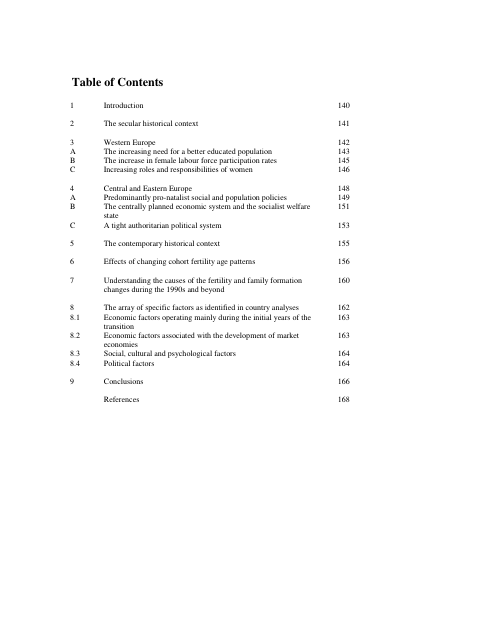 Table of Contents
1 Introduction 140
2 The secular historical context 141
3 Western Europe 142
A The increasing need for a better educated population 143
B The increase in female labour force participation rates 145
C Increasing roles and responsibilities of women 146
4 Central and Eastern Europe 148
A Predominantly pro-natalist social and population policies 149
B The centrally planned economic system and the socialist welfare 151
state
C A tight authoritarian political system 153
5 The contemporary historical context 155
6 Effects of changing cohort fertility age patterns 156
7 Understanding the causes of the fertility and family formation 160
changes during the 1990s and beyond
8 The array of specific factors as identified in country analyses 162
8.1 Economic factors operating mainly during the initial years of the 163
transition
8.2 Economic factors associated with the development of market 163
economies
8.3 Social, cultural and psychological factors 164
8.4 Political factors 164
9 Conclusions 166
References 168